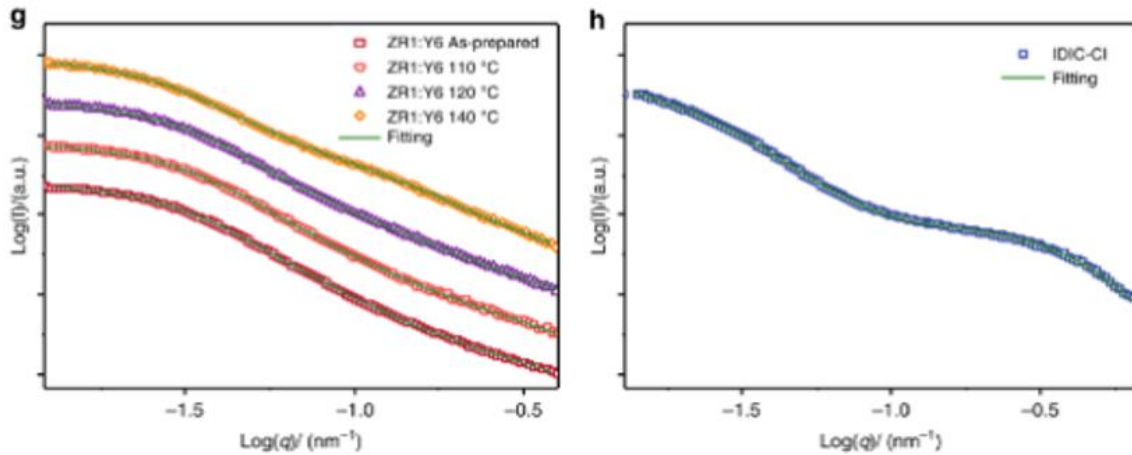 g
ZR1:Y6 As-prepared
ZR1:Y6 110 °C
ZR1:Y6 120 °C
ZR1:Y6 140 °C
Fitting
Log(I)/(a.u.)
−1.5 −1.0 −0.5
Log(q)/ (nm⁻¹)
h
IDIC-CI
Fitting
Log(I)/(a.u.)
−1.5 −1.0 −0.5
Log(q)/ (nm⁻¹)